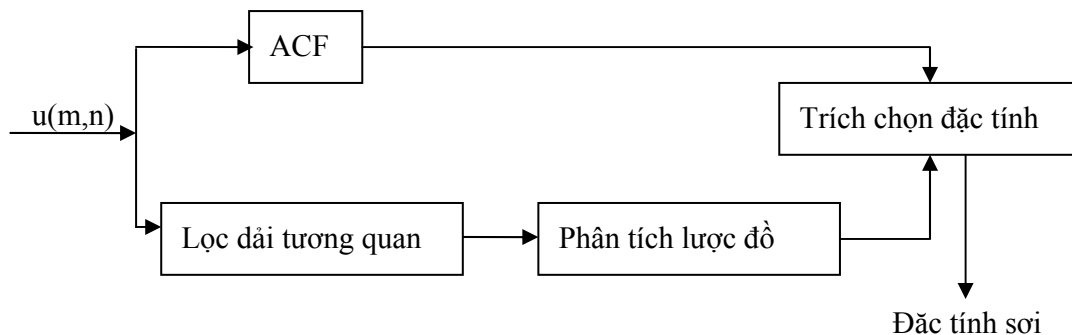 ACF
u(m,n)
Trích chọn đặc tính
Lọc dải tương quan
Phân tích lược đồ
Đặc tính sợi